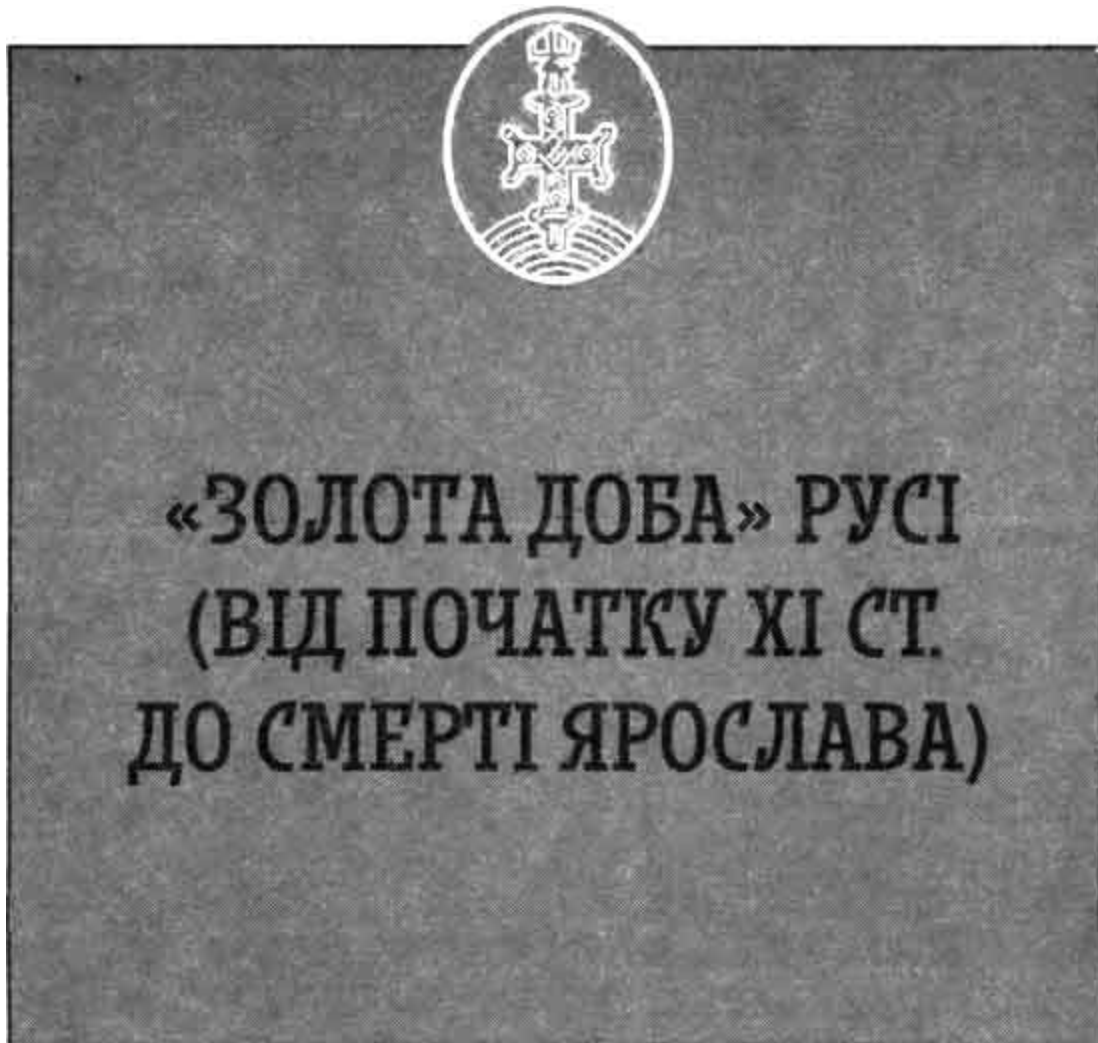 «ЗОЛОТА ДОБА» РУСІ
(ВІД ПОЧАТКУ XI СТ.
ДО СМЕРТІ ЯРОСЛАВА)